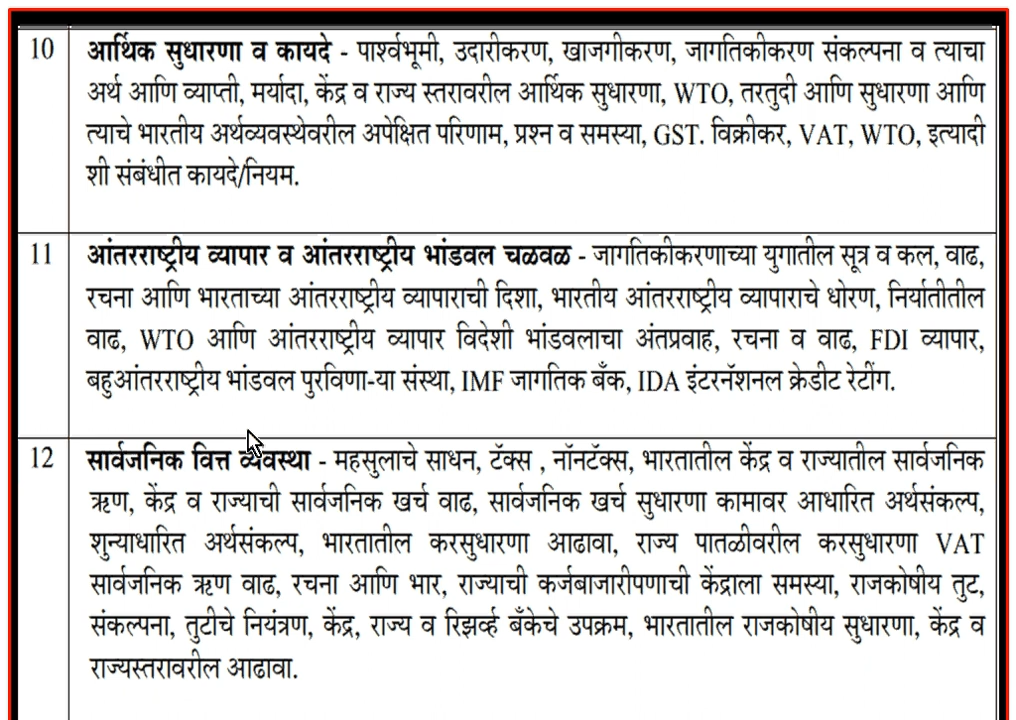 10 आर्थिक सुधारणा व कायदे - पार्श्वभूमी, उदारीकरण, खाजगीकरण, जागतिकीकरण संकल्पना व त्याचा
अर्थ आणि व्याप्ती, मर्यादा, केंद्र व राज्य स्तरावरील आर्थिक सुधारणा, WTO, तरतुदी आणि सुधारणा आणि
त्याचे भारतीय अर्थव्यवस्थेवरील अपेक्षित परिणाम, प्रश्न व समस्या, GST. विक्रीकर, VAT, WTO, इत्यादी
शी संबंधीत कायदे/नियम.
11 आंतरराष्ट्रीय व्यापार व आंतरराष्ट्रीय भांडवल चळवळ - जागतिकीकरणाच्या युगातील सूत्र व कल, वाढ,
रचना आणि भारताच्या आंतरराष्ट्रीय व्यापाराची दिशा, भारतीय आंतरराष्ट्रीय व्यापाराचे धोरण, निर्यातीतील
वाढ, WTO आणि आंतरराष्ट्रीय व्यापार विदेशी भांडवलाचा अंतप्रवाह, रचना व वाढ, FDI व्यापार,
बहुआंतरराष्ट्रीय भांडवल पुरविणा-या संस्था, IMF जागतिक बँक, IDA इंटरनॅशनल क्रेडीट रेटींग.
12 सार्वजनिक वित्त व्यवस्था - महसुलाचे साधन, टॅक्स , नॉनटॅक्स, भारतातील केंद्र व राज्यातील सार्वजनिक
ऋण, केंद्र व राज्याची सार्वजनिक खर्च वाढ, सार्वजनिक खर्च सुधारणा कामावर आधारित अर्थसंकल्प,
शुन्याधारित अर्थसंकल्प, भारतातील करसुधारणा आढावा, राज्य पातळीवरील करसुधारणा VAT
सार्वजनिक ऋण वाढ, रचना आणि भार, राज्याची कर्जबाजारीपणाची केंद्राला समस्या, राजकोषीय तुट,
संकल्पना, तुटीचे नियंत्रण, केंद्र, राज्य व रिझर्व्ह बँकेचे उपक्रम, भारतातील राजकोषीय सुधारणा, केंद्र व
राज्यस्तरावरील आढावा.